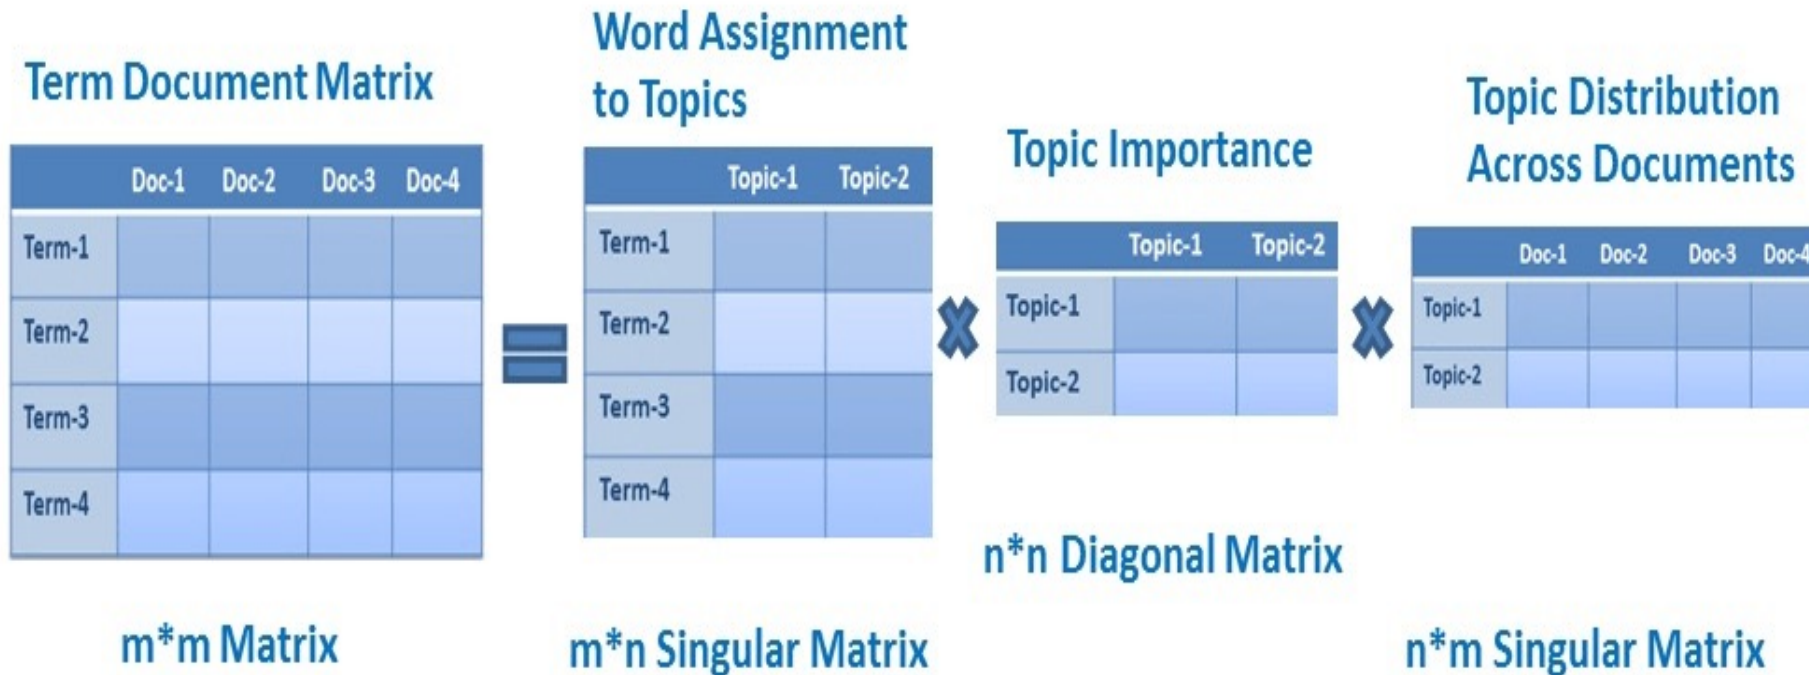 Term Document Matrix
Doc-1 Doc-2 Doc-3 Doc-4
Term-1
Term-2
Term-3
Term-4
m*m Matrix
Word Assignment
to Topics
Topic-1 Topic-2
Term-1
Term-2
Term-3
Term-4
m*n Singular Matrix
Topic Importance
Topic-1 Topic-2
Topic-1
Topic-2
n*n Diagonal Matrix
Topic Distribution
Across Documents
Doc-1 Doc-2 Doc-3 Doc-4
Topic-1
Topic-2
n*m Singular Matrix